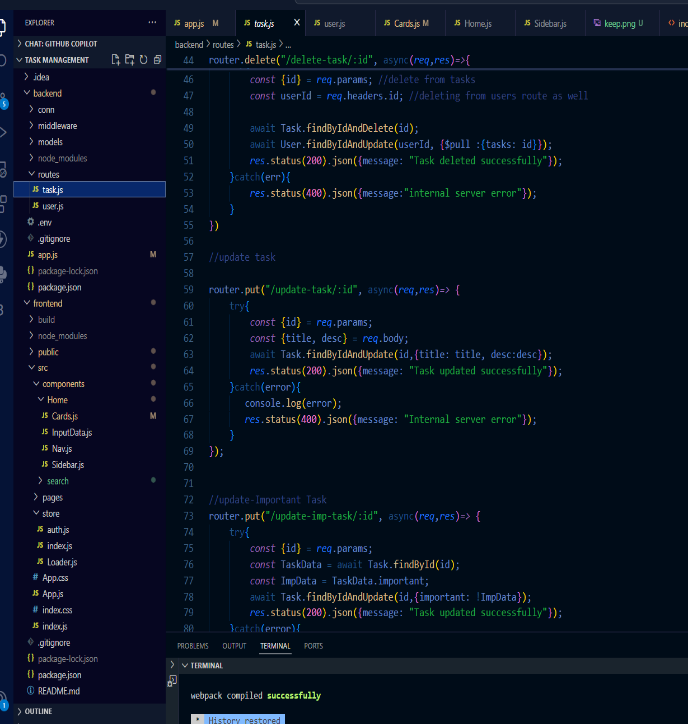 EXPLORER
···
CHAT: GITHUB COPILOT
TASK MANAGEMENT
.idea
backend
conn
middleware
models
node_modules
routes
JS task.js
JS user.js
.env
.gitignore
JS app.js M
{} package-lock.json
{} package.json
frontend
build
node_modules
public
src
components
Home
JS Cards.js M
JS InputData.js
JS Nav.js
JS Sidebar.js
search
pages
store
JS auth.js
JS index.js
JS Loader.js
# App.css
JS App.js
# index.css
JS index.js
.gitignore
{} package-lock.json
{} package.json
README.md
OUTLINE
5
1
JS app.js M
JS task.js X
JS user.js
JS Cards.js M
JS Home.js
JS Sidebar.js
keep.png U
<> inc
backend > routes > JS task.js > ...
44 router.delete("/delete-task/:id", async(req,res)=>{
46 const {id} = req.params; //delete from tasks
47 const userId = req.headers.id; //deleting from users route as well
48
49 await Task.findByIdAndDelete(id);
50 await User.findByIdAndUpdate(userId, {$pull :{tasks: id}});
51 res.status(200).json({message: "Task deleted successfully"});
52 }catch(err){
53 res.status(400).json({message:"internal server error"});
54 }
55 })
56
57 //update task
58
59 router.put("/update-task/:id", async(req,res)=> {
60 try{
61 const {id} = req.params;
62 const {title, desc} = req.body;
63 await Task.findByIdAndUpdate(id,{title: title, desc:desc});
64 res.status(200).json({message: "Task updated successfully"});
65 }catch(error){
66 console.log(error);
67 res.status(400).json({message: "Internal server error"});
68 }
69 });
70
71
72 //update-Important Task
73 router.put("/update-imp-task/:id", async(req,res)=> {
74 try{
75 const {id} = req.params;
76 const TaskData = await Task.findById(id);
77 const ImpData = TaskData.important;
78 await Task.findByIdAndUpdate(id,{important: !ImpData});
79 res.status(200).json({message: "Task updated successfully"});
80 }catch(error){
PROBLEMS OUTPUT TERMINAL PORTS
TERMINAL
webpack compiled successfully
* History restored